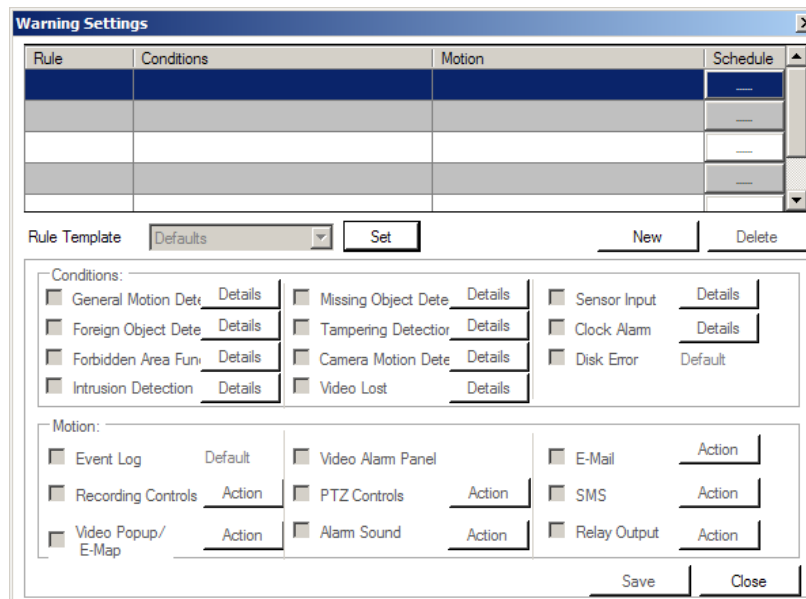 Warning Settings
Rule Conditions Motion Schedule
Rule Template Defaults Set New Delete
Conditions:
General Motion Dete Details Missing Object Dete Details Sensor Input Details
Foreign Object Dete Details Tampering Detection Details Clock Alarm Details
Forbidden Area Fun Details Camera Motion Dete Details Disk Error Default
Intrusion Detection Details Video Lost Details
Motion:
Event Log Default Video Alarm Panel E-Mail Action
Recording Controls Action PTZ Controls Action SMS Action
Video Popup/
E-Map Action Alarm Sound Action Relay Output Action
Save Close